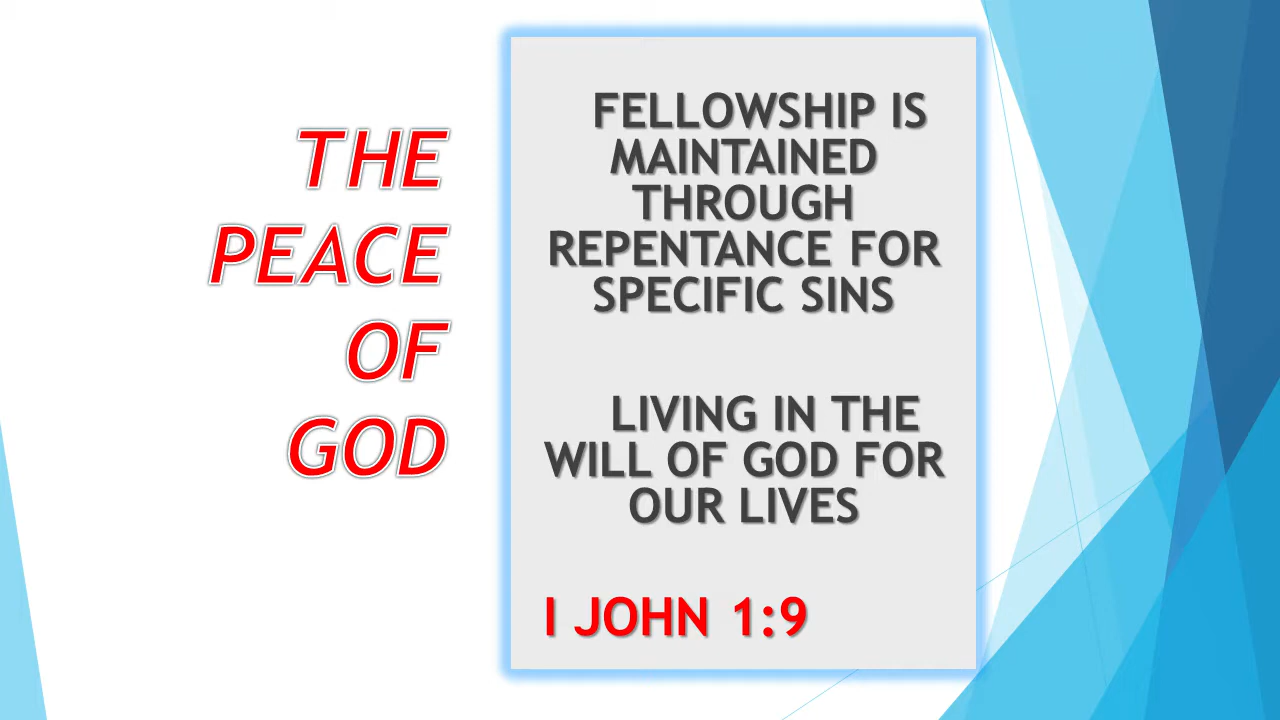 THE
PEACE
OF
GOD
FELLOWSHIP IS
MAINTAINED
THROUGH
REPENTANCE FOR
SPECIFIC SINS
LIVING IN THE
WILL OF GOD FOR
OUR LIVES
I JOHN 1:9